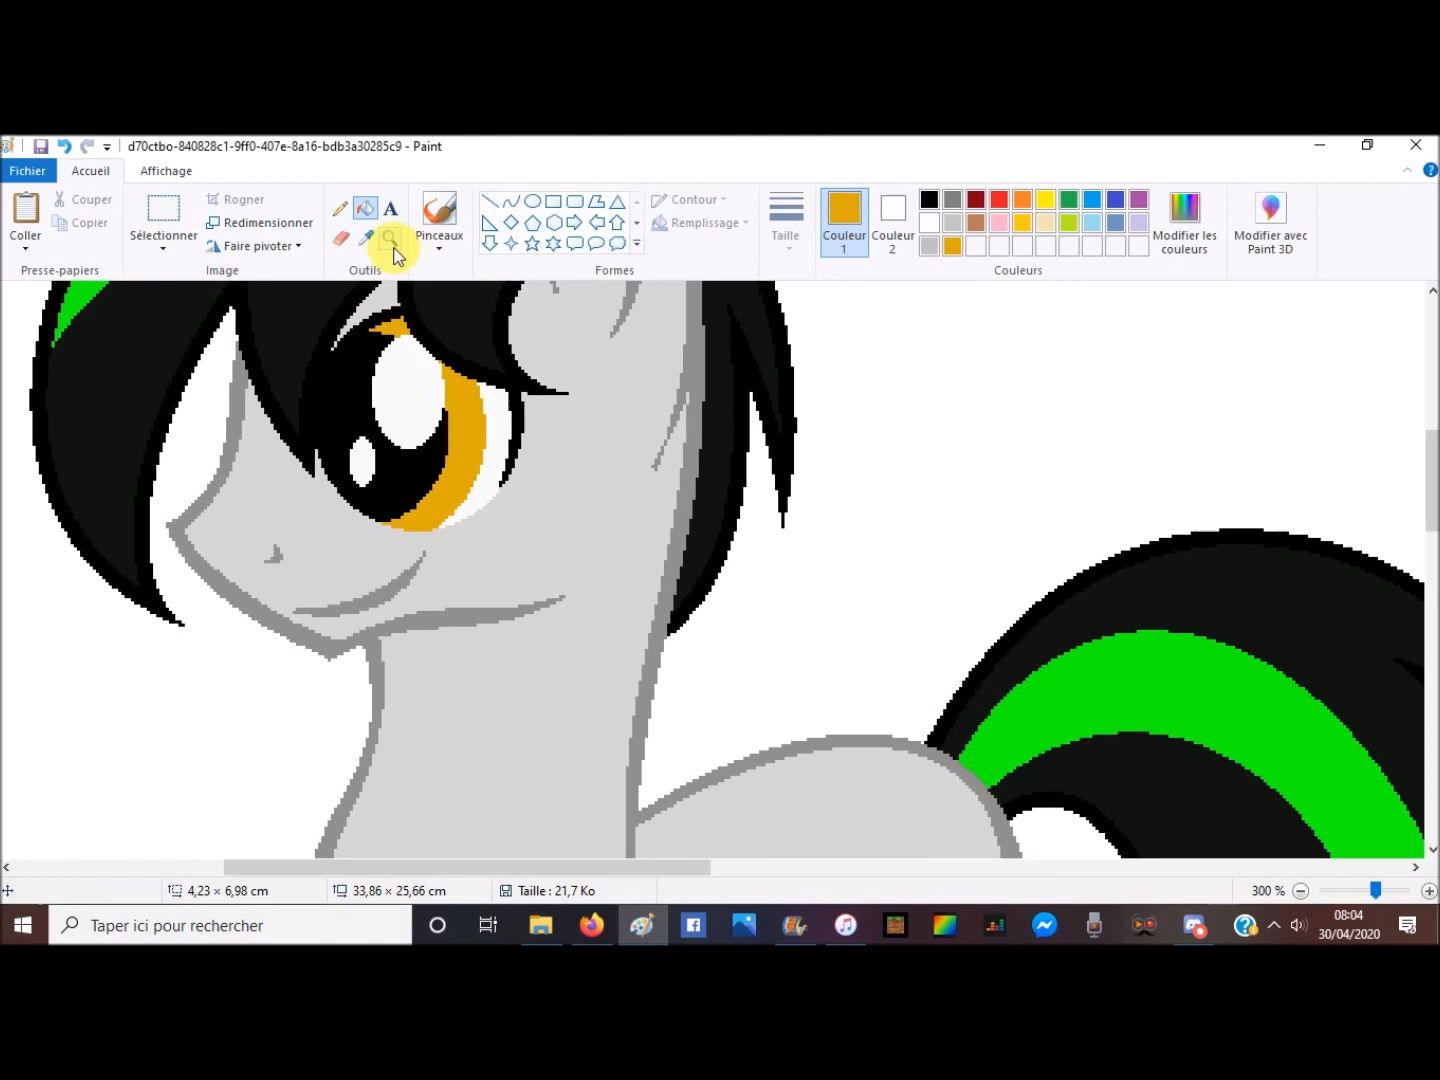 d70ctbo-840828c1-9ff0-407e-8a16-bdb3a30285c9 - Paint
Fichier Accueil Affichage
Coller
Couper
Copier
Presse-papiers
Sélectionner
Rogner
Redimensionner
Faire pivoter
Image
A
Outils
Pinceaux
Contour
Remplissage
Formes
Taille
Couleur 1
Couleur 2
Modifier les couleurs
Couleurs
Modifier avec Paint 3D
4,23 × 6,98 cm
33,86 × 25,66 cm
Taille : 21,7 Ko
300 %
Taper ici pour rechercher
08:04
30/04/2020